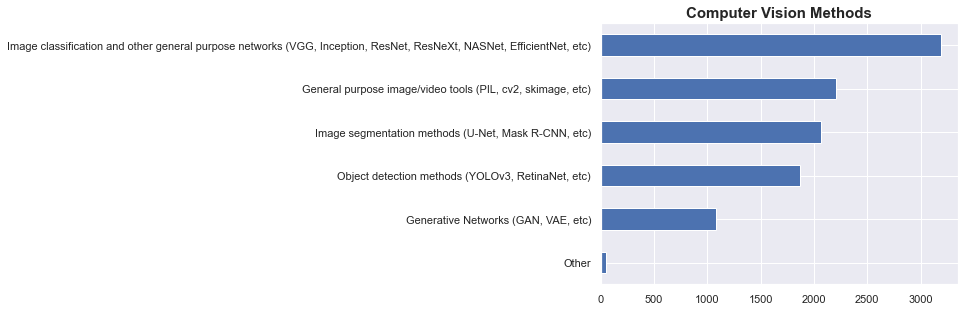 Computer Vision Methods
Image classification and other general purpose networks (VGG, Inception, ResNet, ResNeXt, NASNet, EfficientNet, etc)
General purpose image/video tools (PIL, cv2, skimage, etc)
Image segmentation methods (U-Net, Mask R-CNN, etc)
Object detection methods (YOLOv3, RetinaNet, etc)
Generative Networks (GAN, VAE, etc)
Other
0 500 1000 1500 2000 2500 3000